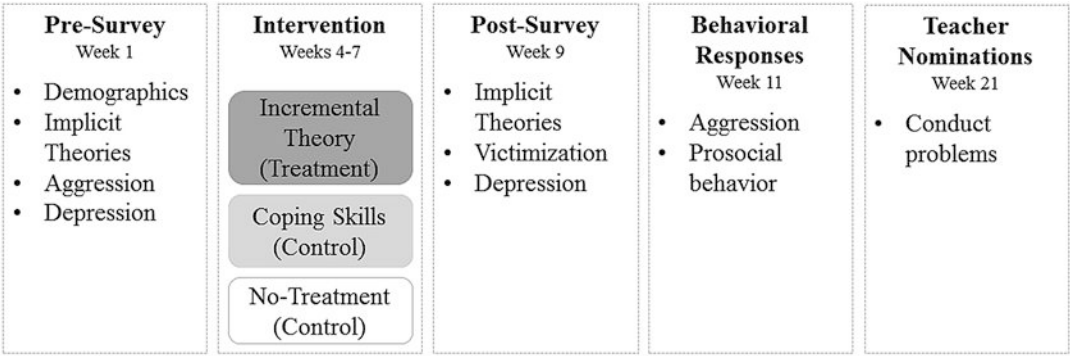 Pre-Survey
Week 1
• Demographics
• Implicit
Theories
• Aggression
• Depression
Intervention
Weeks 4-7
Incremental
Theory
(Treatment)
Coping Skills
(Control)
No-Treatment
(Control)
Post-Survey
Week 9
• Implicit
Theories
• Victimization
• Depression
Behavioral
Responses
Week 11
• Aggression
• Prosocial
behavior
Teacher
Nominations
Week 21
• Conduct
problems